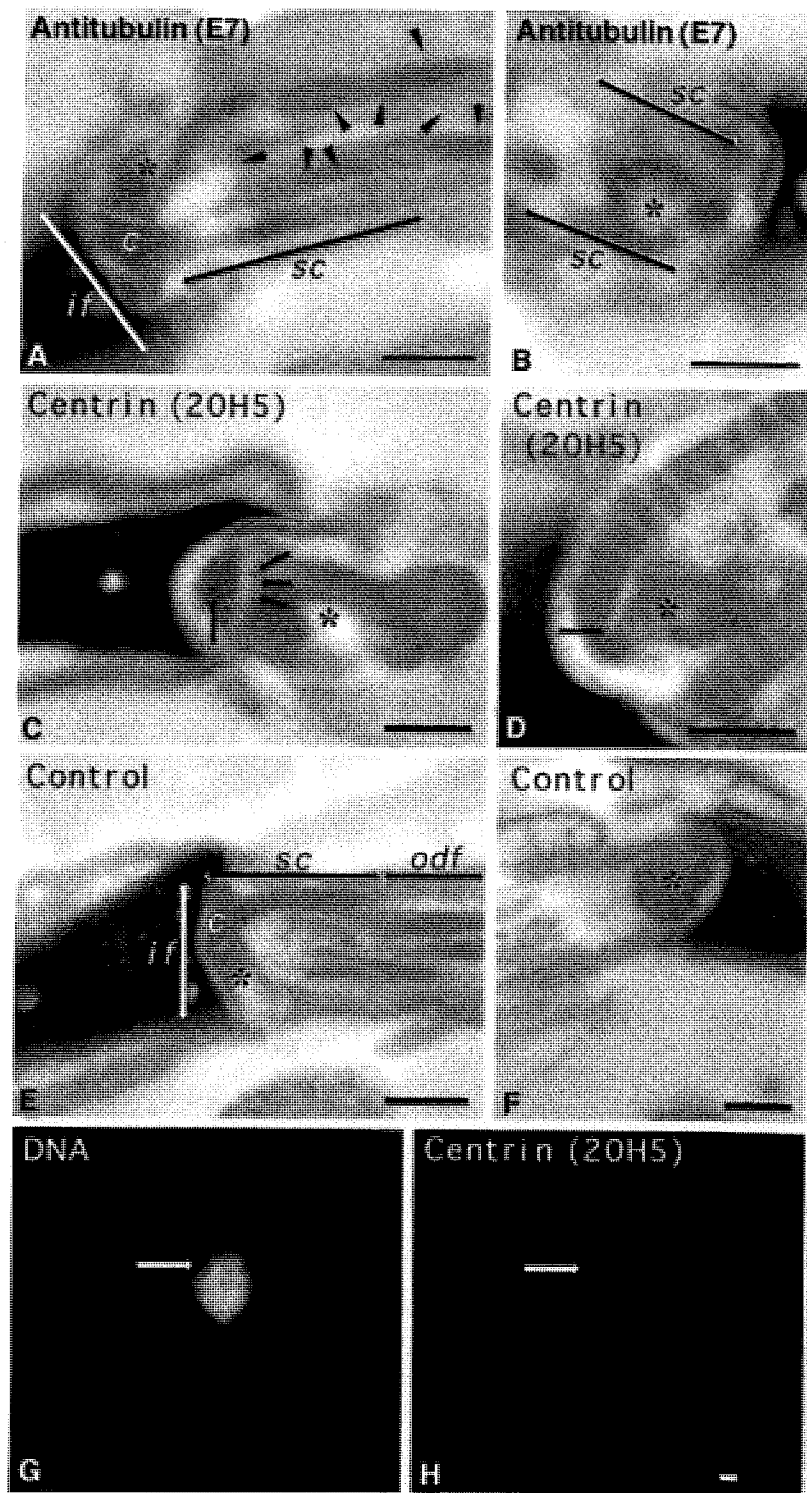 Antitubulin (E7)
*
c
if
sc
A
Antitubulin (E7)
sc
*
sc
B
Centrin (20H5)
*
C
Centrin
(20H5)
*
D
Control
sc
odf
c
if
*
E
Control
*
F
DNA
G
Centrin (20H5)
H